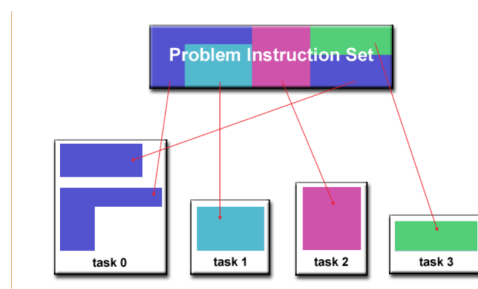 Problem Instruction Set
task 0
task 1
task 2
task 3